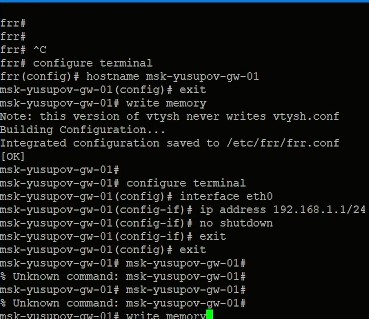 frr#
frr#
frr# ^C
frr# configure terminal
frr(config)# hostname msk-yusupov-gw-01
msk-yusupov-gw-01(config)# exit
msk-yusupov-gw-01# write memory
Note: this version of vtysh never writes vtysh.conf
Building Configuration...
Integrated configuration saved to /etc/frr/frr.conf
[OK]
msk-yusupov-gw-01#
msk-yusupov-gw-01# configure terminal
msk-yusupov-gw-01(config)# interface eth0
msk-yusupov-gw-01(config-if)# ip address 192.168.1.1/24
msk-yusupov-gw-01(config-if)# no shutdown
msk-yusupov-gw-01(config-if)# exit
msk-yusupov-gw-01(config)# exit
msk-yusupov-gw-01# msk-yusupov-gw-01#
% Unknown command: msk-yusupov-gw-01#
msk-yusupov-gw-01# msk-yusupov-gw-01#
% Unknown command: msk-yusupov-gw-01#
msk-yusupov-gw-01# write memory